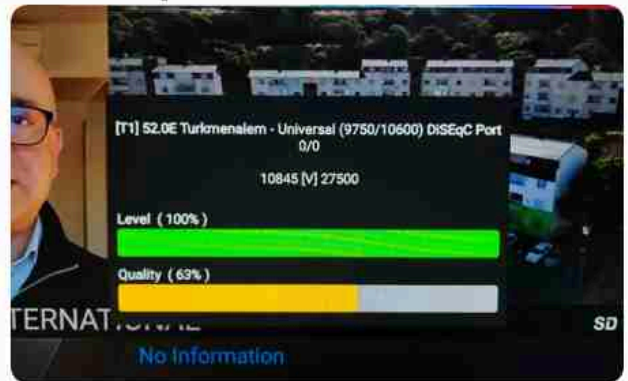 [T1] 52.0E Turkmenalem - Universal (9750/10600) DiSEqC Port
0/0
10845 [V] 27500
Level (100%)
Quality (63%)
SD
No Information